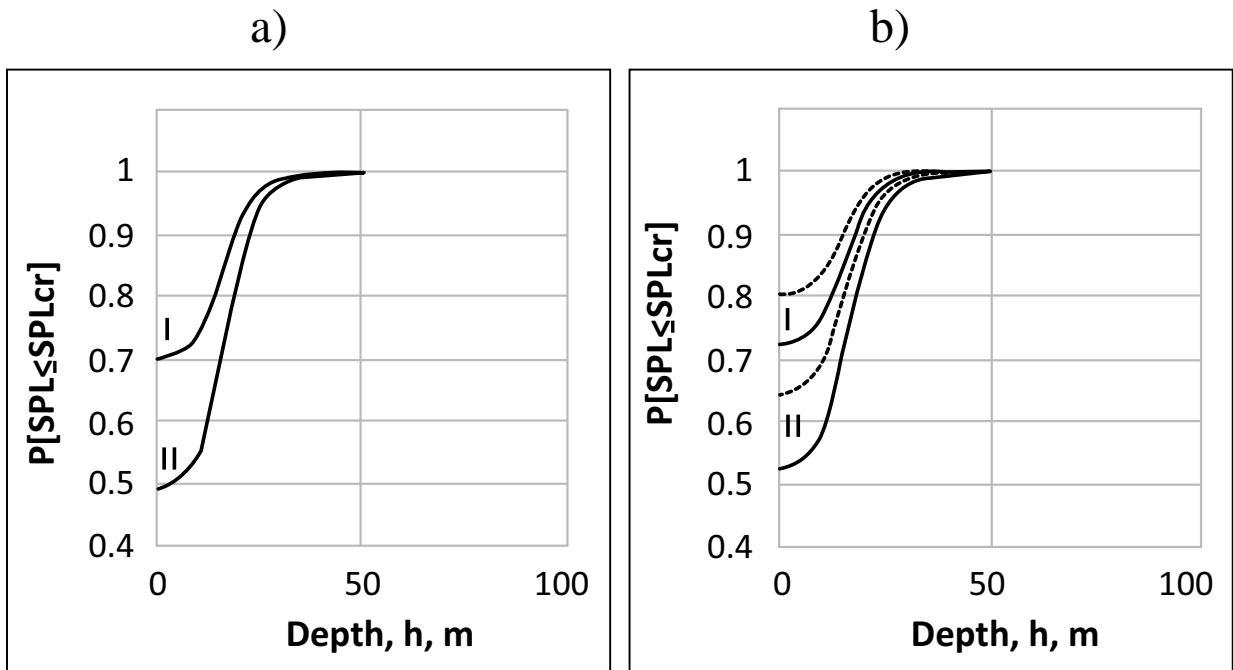 a)
P[SPL≤SPLcr]
1
0.9
0.8
0.7
0.6
0.5
0.4
I
II
0
50
100
Depth, h, m
b)
P[SPL≤SPLcr]
1
0.9
0.8
0.7
0.6
0.5
0.4
I
II
0
50
100
Depth, h, m